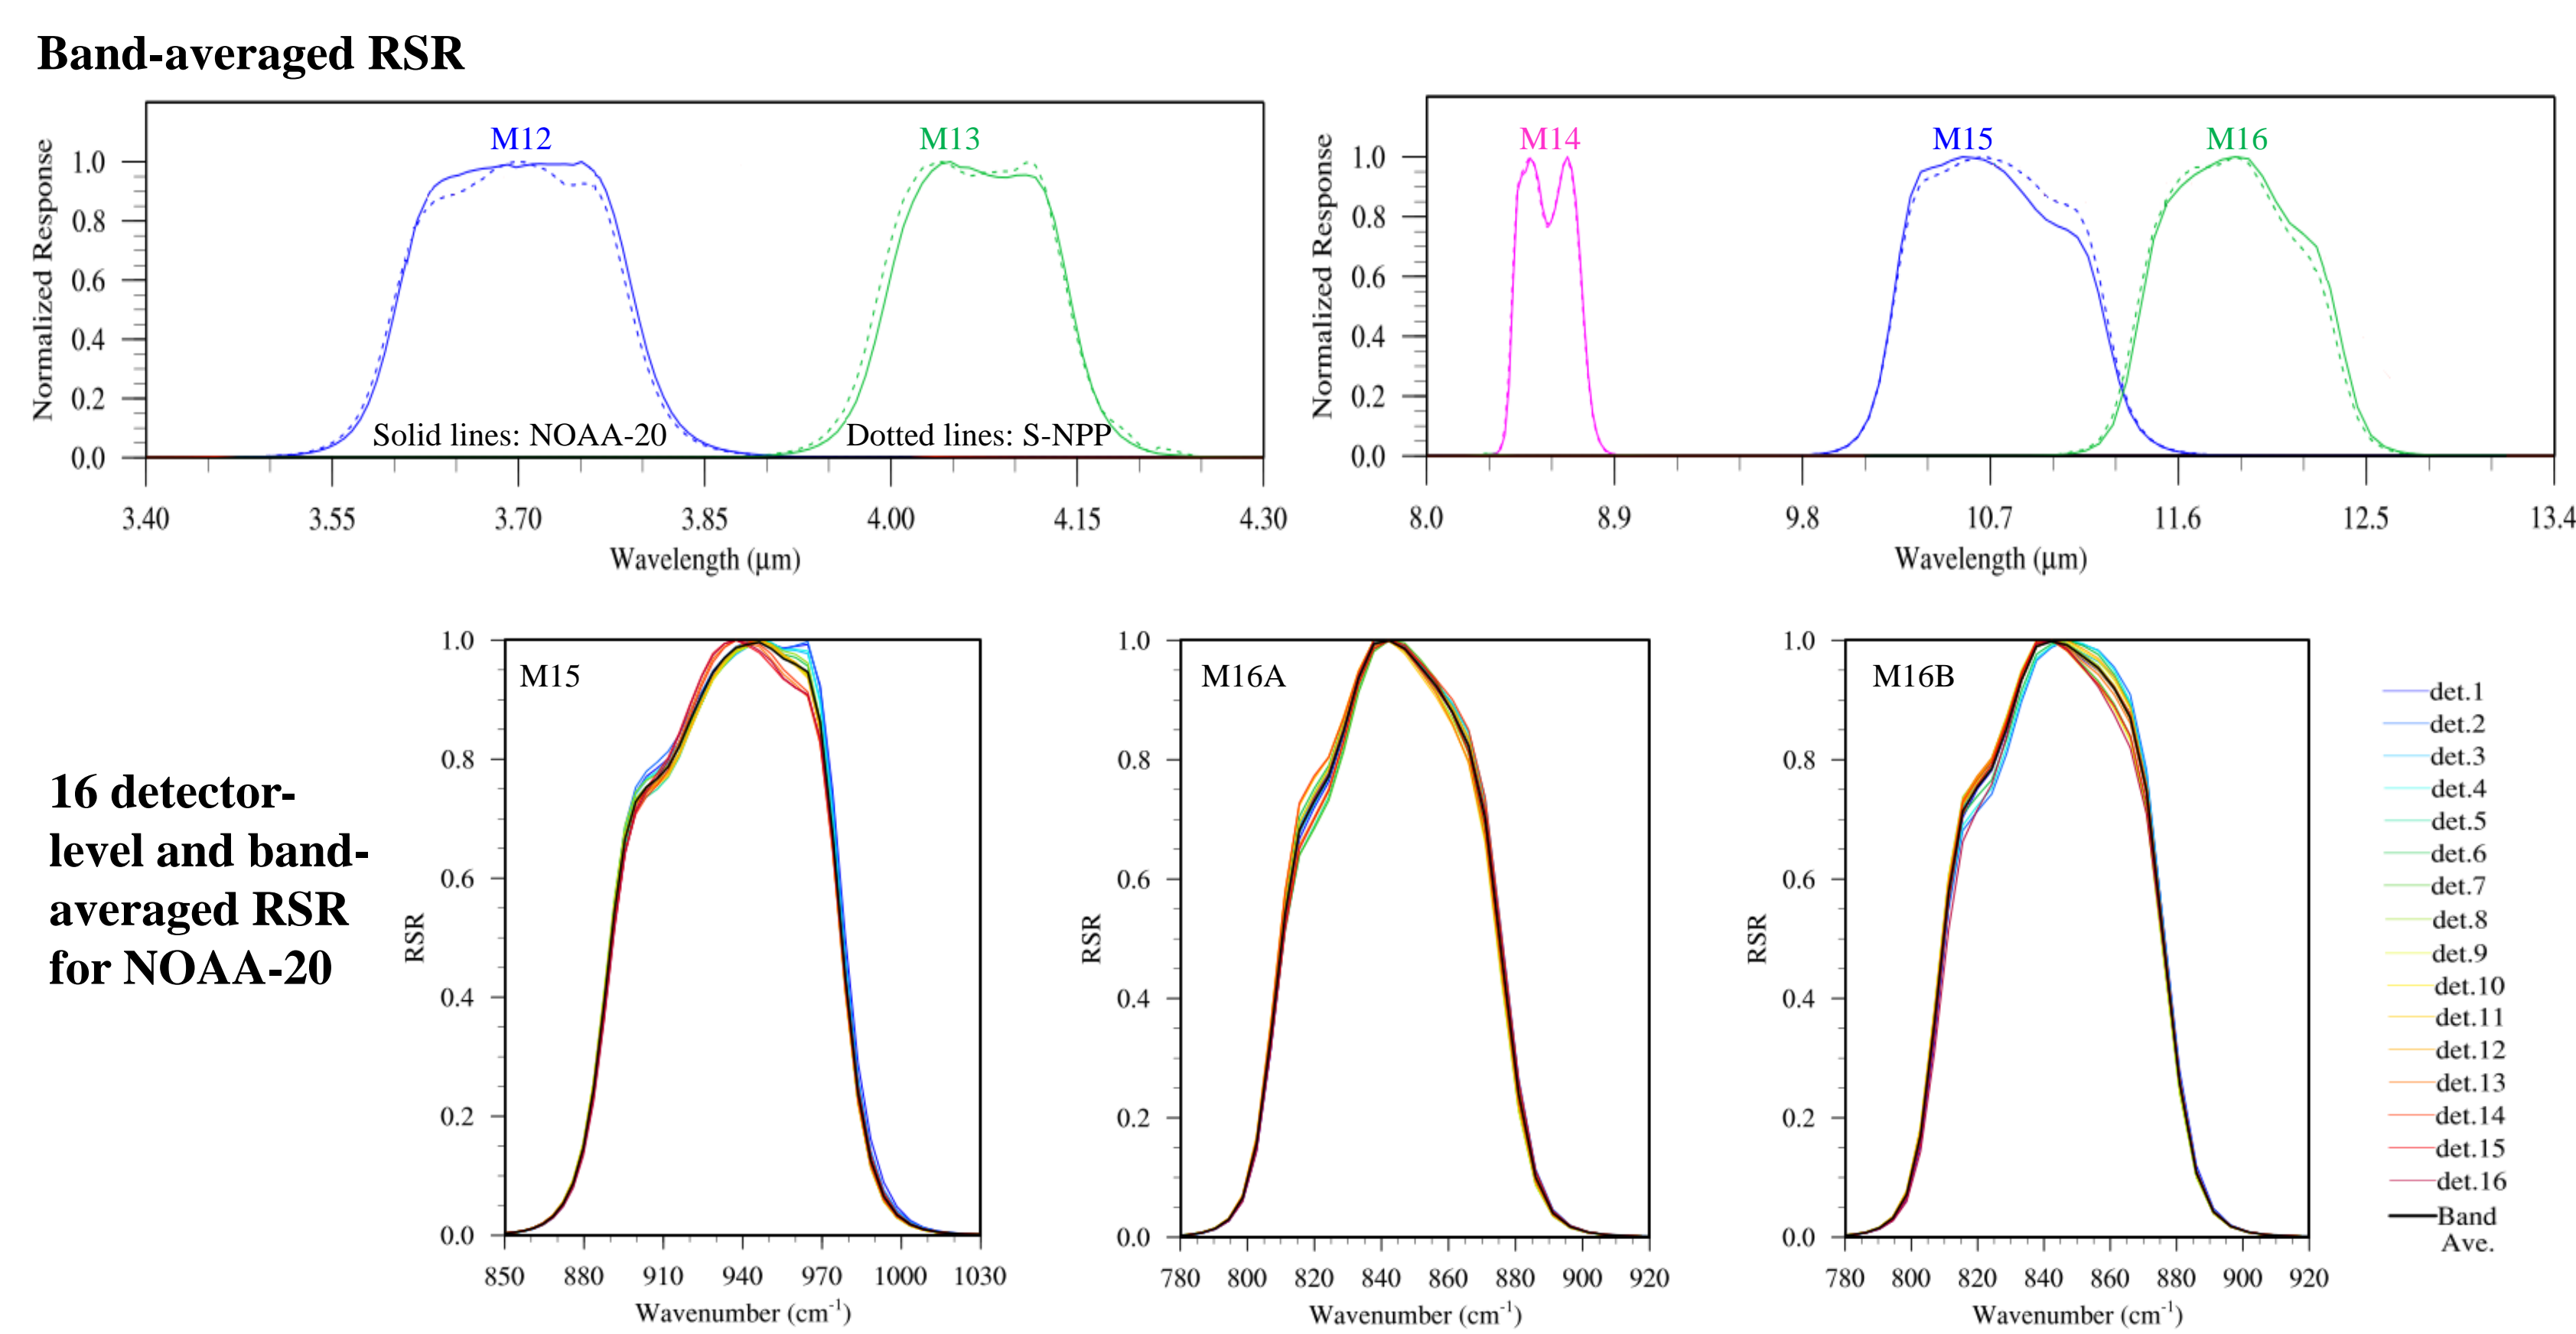 Band-averaged RSR
Normalized Response
1.0
0.8
0.6
0.4
0.2
0.0
M12
M13
Solid lines: NOAA-20
Dotted lines: S-NPP
3.40 3.55 3.70 3.85 4.00 4.15 4.30
Wavelength (μm)
Normalized Response
1.0
0.8
0.6
0.4
0.2
0.0
M14
M15
M16
8.0 8.9 9.8 10.7 11.6 12.5 13.4
Wavelength (μm)
16 detector-
level and band-
averaged RSR
for NOAA-20
RSR
1.0
0.8
0.6
0.4
0.2
0.0
M15
850 880 910 940 970 1000 1030
Wavenumber (cm⁻¹)
RSR
1.0
0.8
0.6
0.4
0.2
0.0
M16A
780 800 820 840 860 880 900 920
Wavenumber (cm⁻¹)
RSR
1.0
0.8
0.6
0.4
0.2
0.0
M16B
780 800 820 840 860 880 900 920
Wavenumber (cm⁻¹)
det.1
det.2
det.3
det.4
det.5
det.6
det.7
det.8
det.9
det.10
det.11
det.12
det.13
det.14
det.15
det.16
Band
Ave.